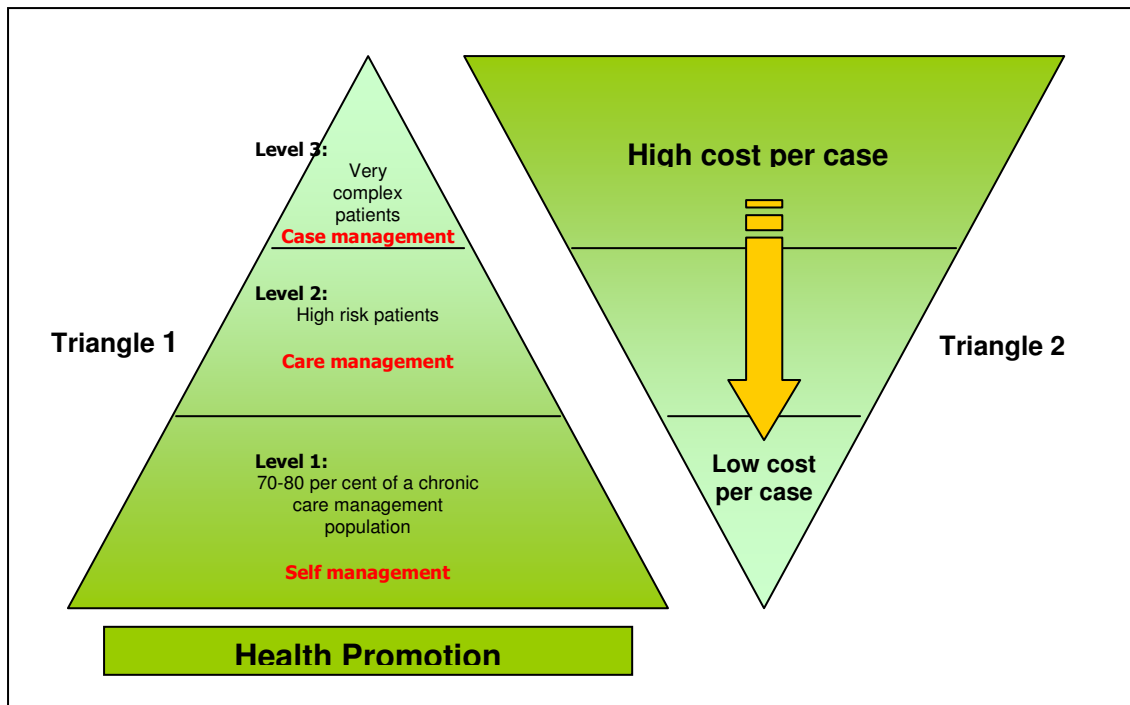 Triangle 1
Level 3:
Very
complex
patients
Case management
Level 2:
High risk patients
Care management
Level 1:
70-80 per cent of a chronic
care management
population
Self management
Health Promotion
High cost per case
Low cost
per case
Triangle 2